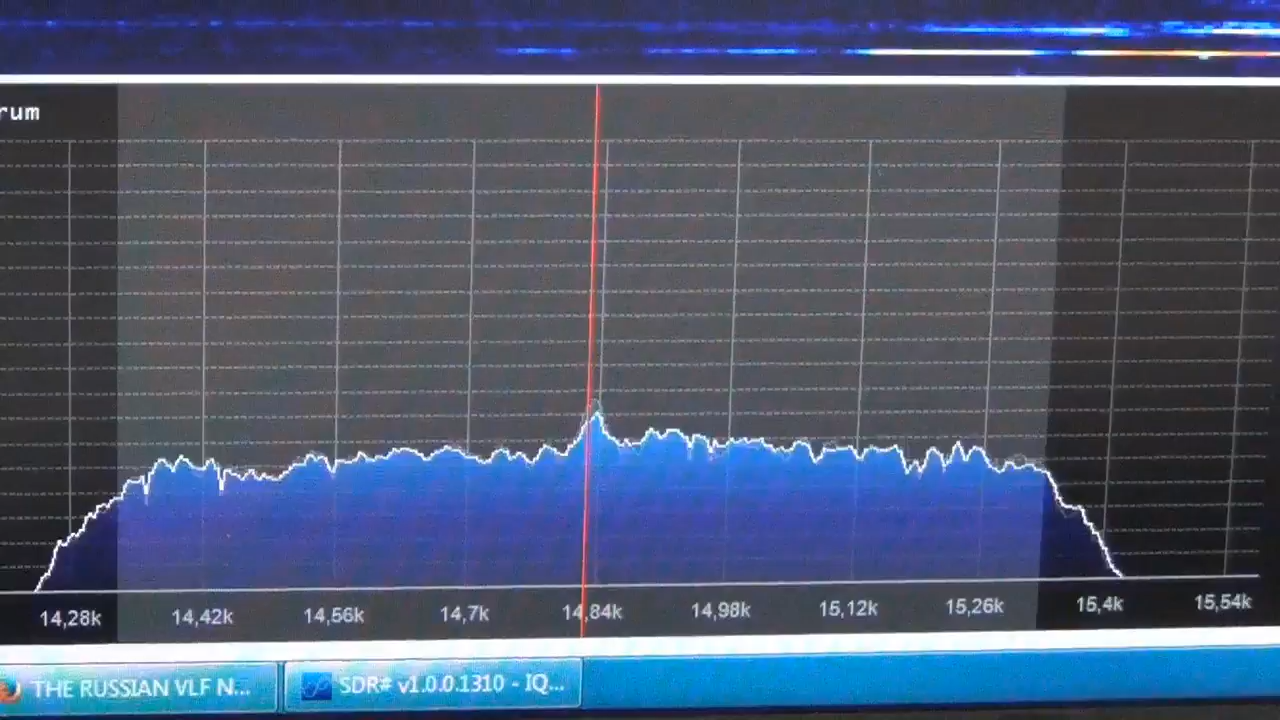 rum
14,28k 14,42k 14,56k 14,7k 14,84k 14,98k 15,12k 15,26k 15,4k 15,54k
THE RUSSIAN VLF N... SDR# v1.0.0.1310 - IQ...